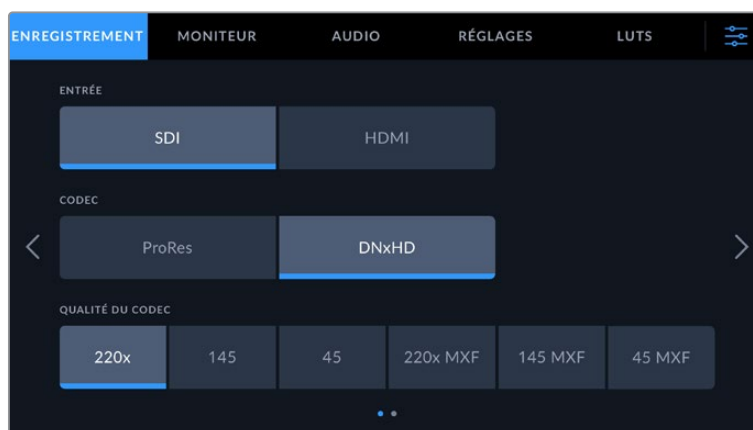 ENREGISTREMENT MONITEUR AUDIO RÉGLAGES LUTS
ENTRÉE
SDI HDMI
CODEC
ProRes DNxHD
QUALITÉ DU CODEC
220x 145 45 220x MXF 145 MXF 45 MXF